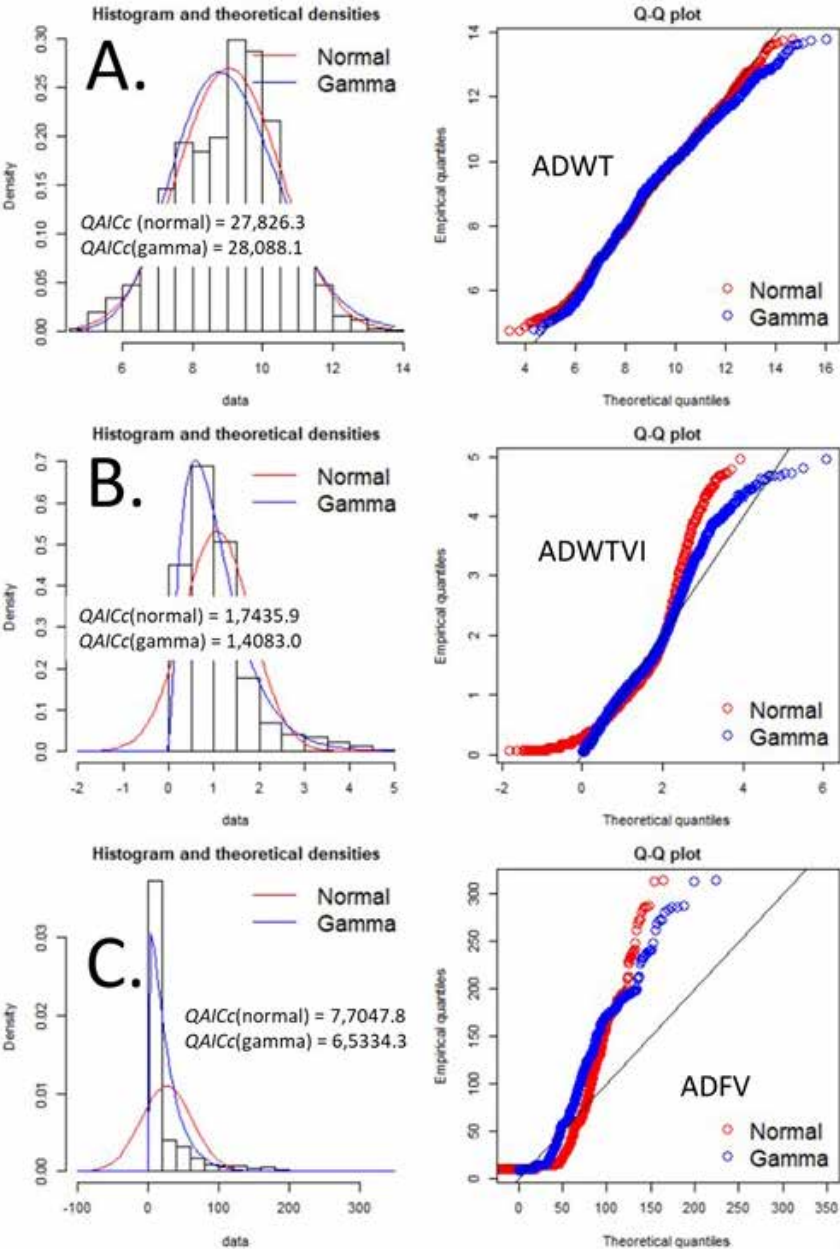 Histogram and theoretical densities
A.
Normal
Gamma
QAICc (normal) = 27,826.3
QAICc(gamma) = 28,088.1
Density
0.00 0.05 0.10 0.15 0.20 0.25 0.30
6 8 10 12 14
data
Q-Q plot
ADWT
Normal
Gamma
Empirical quantiles
6 8 10 12 14
4 6 8 10 12 14 16
Theoretical quantiles
Histogram and theoretical densities
B.
Normal
Gamma
QAICc(normal) = 1,7435.9
QAICc(gamma) = 1,4083.0
Density
0.0 0.1 0.2 0.3 0.4 0.5 0.6 0.7
-2 -1 0 1 2 3 4 5
data
Q-Q plot
ADWTVI
Normal
Gamma
Empirical quantiles
0 1 2 3 4 5
-2 0 2 4 6
Theoretical quantiles
Histogram and theoretical densities
C.
Normal
Gamma
QAICc(normal) = 7,7047.8
QAICc(gamma) = 6,5334.3
Density
0.00 0.01 0.02 0.03
-100 0 100 200 300
data
Q-Q plot
ADFV
Normal
Gamma
Empirical quantiles
0 50 100 150 200 250 300
0 50 100 150 200 250 300 350
Theoretical quantiles